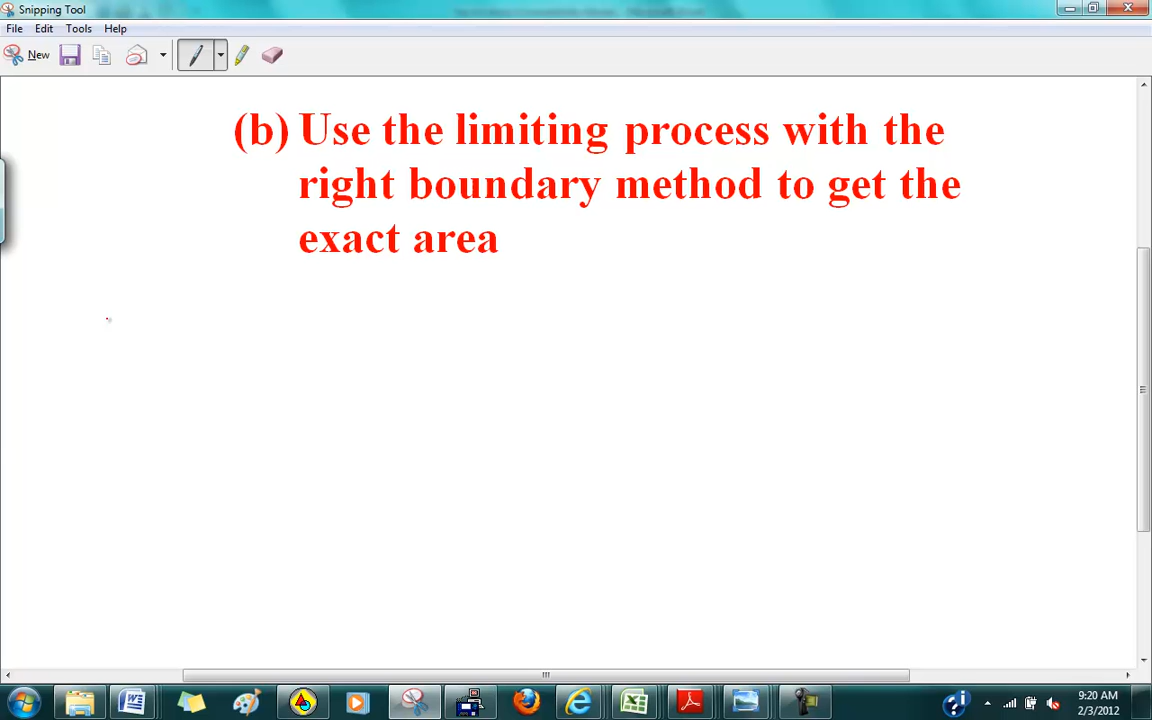 Snipping Tool
File Edit Tools Help
New
(b) Use the limiting process with the
right boundary method to get the
exact area
9:20 AM
2/3/2012